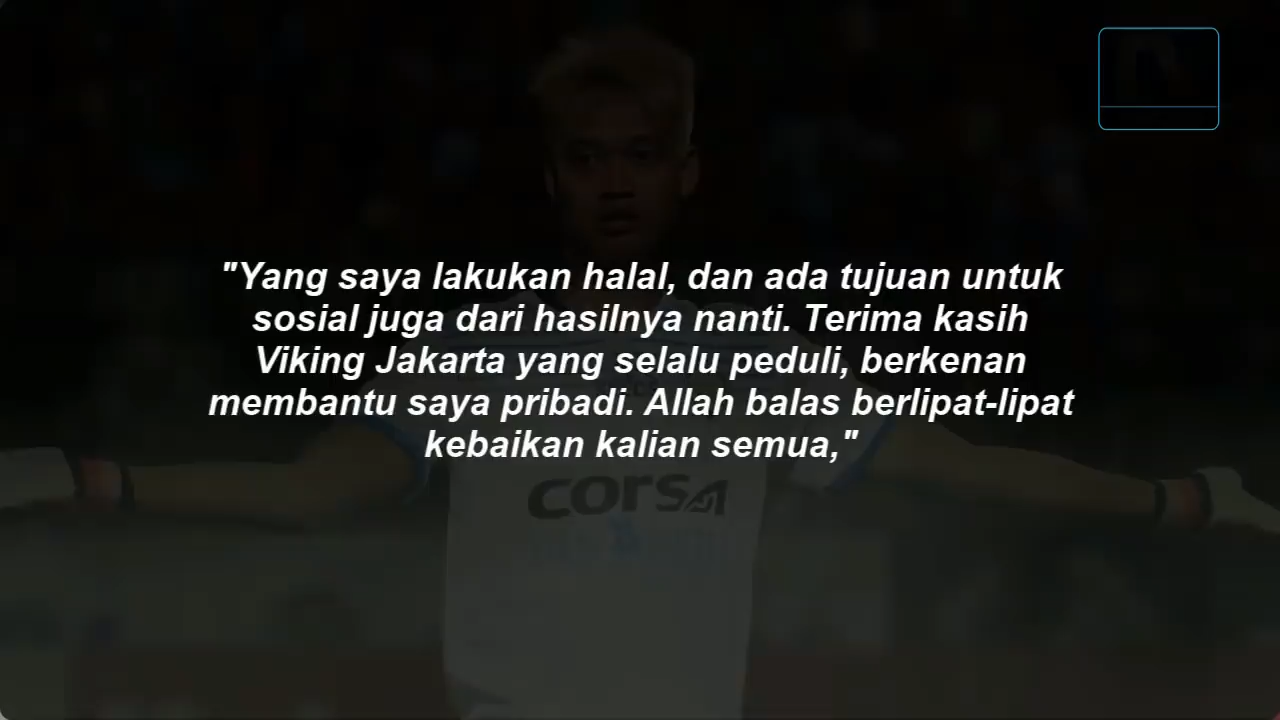 "Yang saya lakukan halal, dan ada tujuan untuk
sosial juga dari hasilnya nanti. Terima kasih
Viking Jakarta yang selalu peduli, berkenan
membantu saya pribadi. Allah balas berlipat-lipat
kebaikan kalian semua,"
CORSA